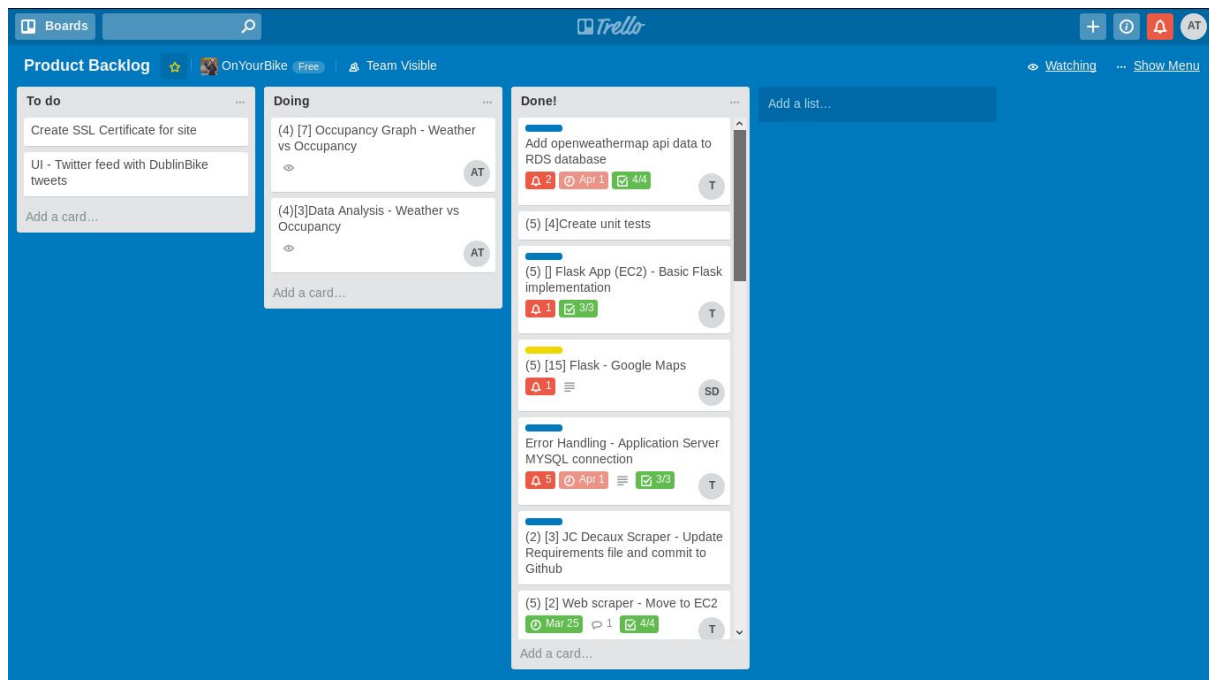 Boards
Trello
AT
Product Backlog
OnYourBike Free
Team Visible
Watching
... Show Menu
To do
...
Create SSL Certificate for site
UI - Twitter feed with DublinBike
tweets
Add a card…
Doing
...
(4) [7] Occupancy Graph - Weather
vs Occupancy
AT
(4)[3]Data Analysis - Weather vs
Occupancy
AT
Add a card…
Done!
...
Add openweathermap api data to
RDS database
2 Apr 1 4/4
T
(5) [4]Create unit tests
(5) [] Flask App (EC2) - Basic Flask
implementation
1 3/3
T
(5) [15] Flask - Google Maps
1
SD
Error Handling - Application Server
MYSQL connection
5 Apr 1 3/3
T
(2) [3] JC Decaux Scraper - Update
Requirements file and commit to
Github
(5) [2] Web scraper - Move to EC2
Mar 25 1 4/4
T
Add a card…
Add a list…